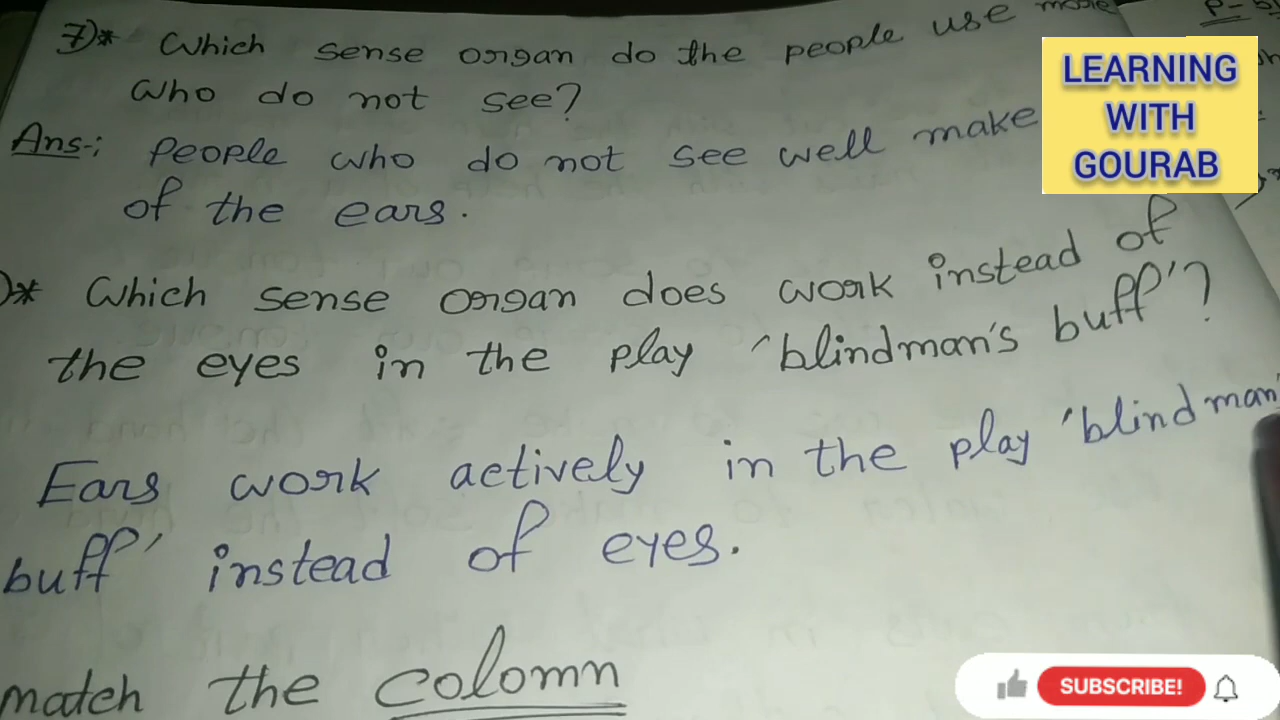 7)* Which sense organ do the people use more
who do not see?
Ans:- People who do not see well make
of the ears.
)* Which sense organ does work instead of
the eyes in the play 'blindman's buff'?
Ears work actively in the play 'blindman'
buff' instead of eyes.
match the colomn
LEARNING
WITH
GOURAB
SUBSCRIBE!